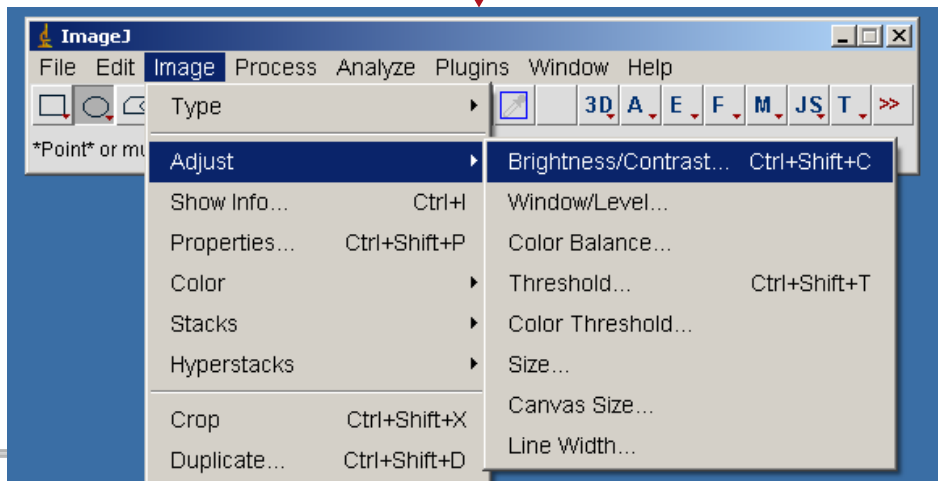 ImageJ
File Edit Image Process Analyze Plugins Window Help
3D A E F M JS T >>
*Point* or mu
Type
Adjust
Show Info... Ctrl+I
Properties... Ctrl+Shift+P
Color
Stacks
Hyperstacks
Crop Ctrl+Shift+X
Duplicate... Ctrl+Shift+D
Brightness/Contrast... Ctrl+Shift+C
Window/Level...
Color Balance...
Threshold... Ctrl+Shift+T
Color Threshold...
Size...
Canvas Size...
Line Width...